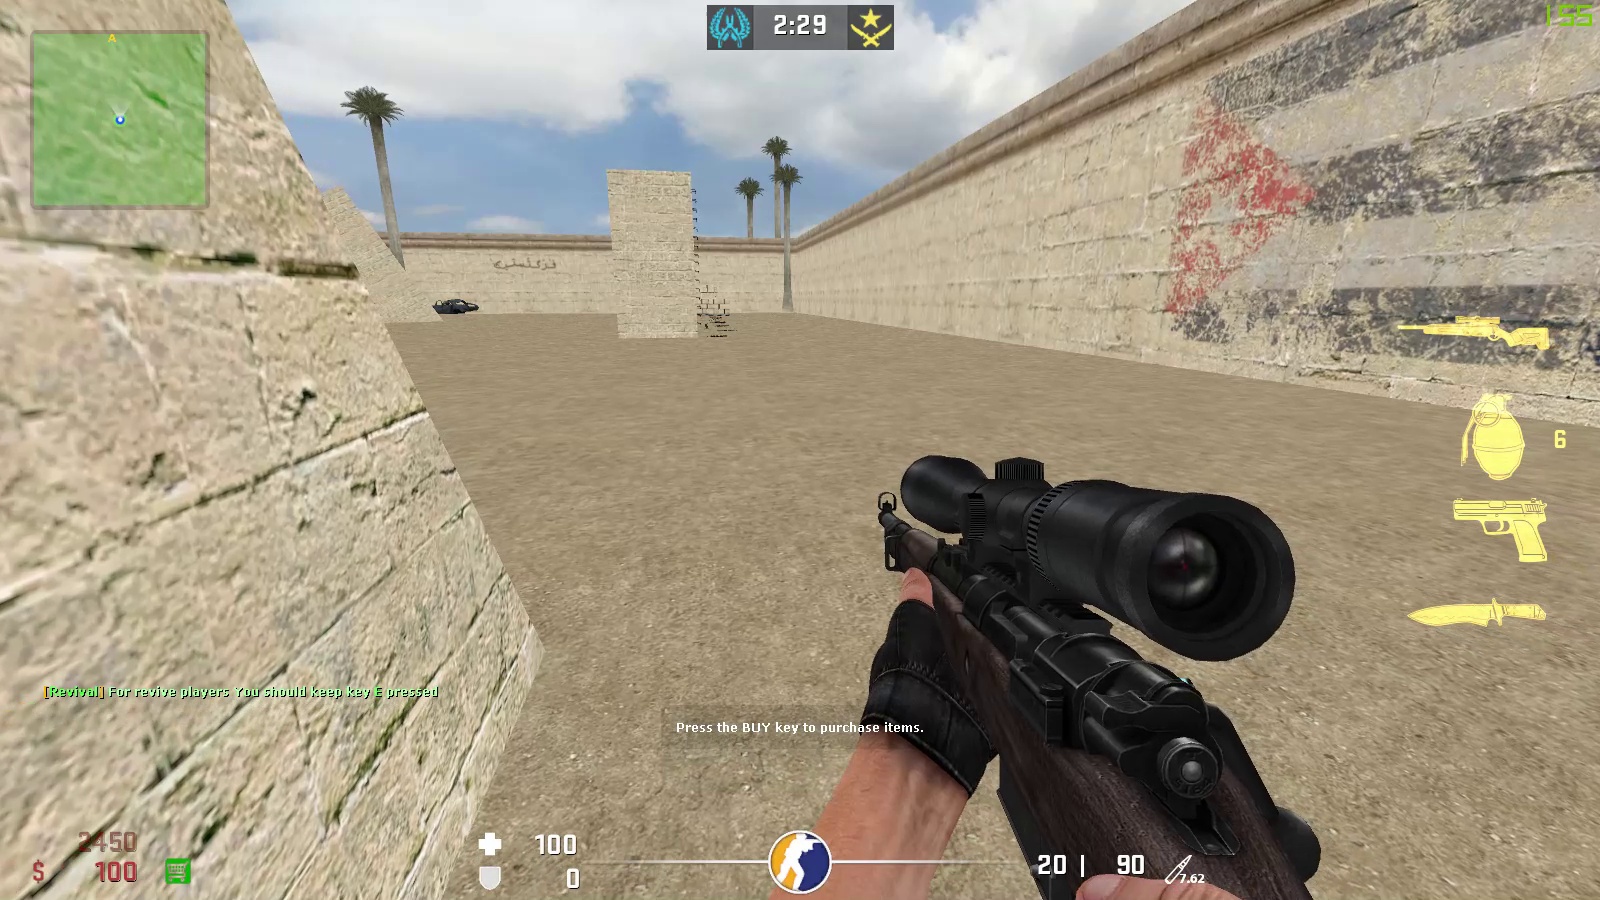 155
2:29
A
6
[Revival] For revive players You should keep key E pressed
Press the BUY key to purchase items.
2450
$ 100
100
0
20 | 90
7.62